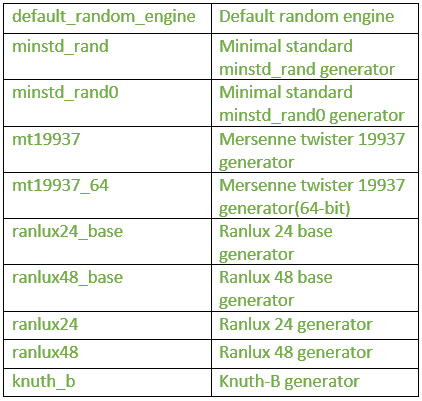 default_random_engine Default random engine
minstd_rand Minimal standard
minstd_rand generator
minstd_rand0 Minimal standard
minstd_rand0 generator
mt19937 Mersenne twister 19937
generator
mt19937_64 Mersenne twister 19937
generator(64-bit)
ranlux24_base Ranlux 24 base
generator
ranlux48_base Ranlux 48 base
generator
ranlux24 Ranlux 24 generator
ranlux48 Ranlux 48 generator
knuth_b Knuth-B generator